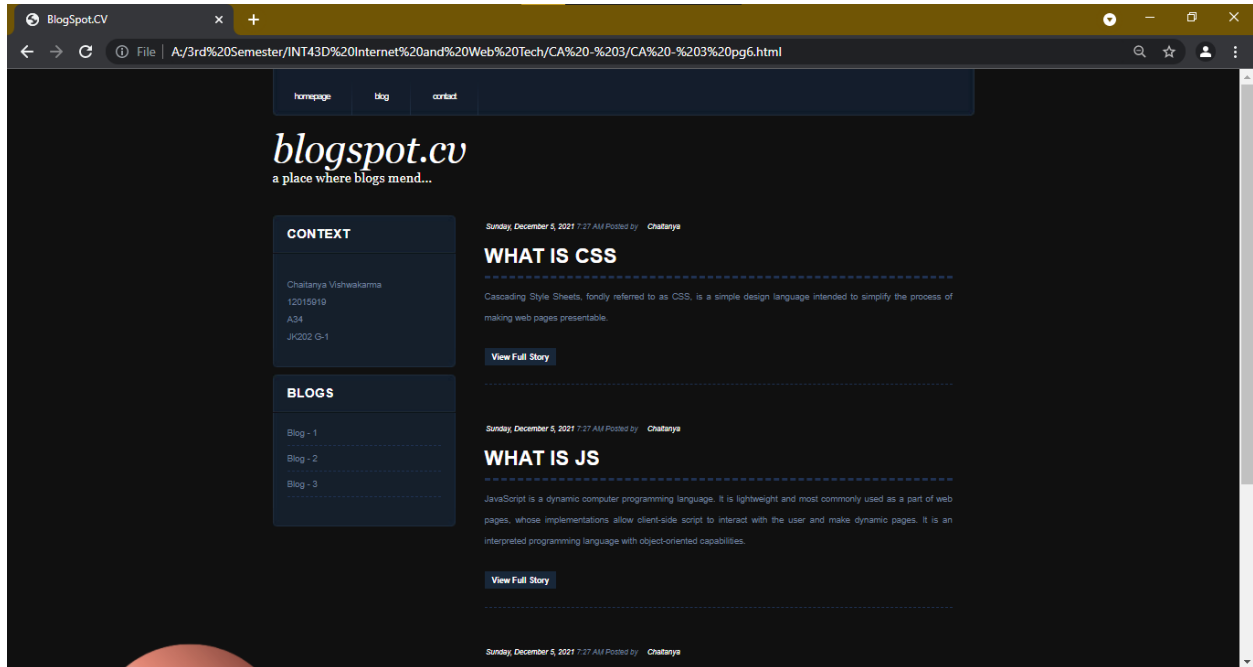 BlogSpot.CV
File | A:/3rd%20Semester/INT43D%20Internet%20and%20Web%20Tech/CA%20-%203/CA%20-%203%20pg6.html
homepage blog contact
blogspot.cv
a place where blogs mend...
CONTEXT
Chaitanya Vishwakarma
12015919
A34
JK202 G-1
BLOGS
Blog - 1
Blog - 2
Blog - 3
Sunday, December 5, 2021 7:27 AM Posted by Chaitanya
WHAT IS CSS
Cascading Style Sheets, fondly referred to as CSS, is a simple design language intended to simplify the process of
making web pages presentable.
View Full Story
Sunday, December 5, 2021 7:27 AM Posted by Chaitanya
WHAT IS JS
JavaScript is a dynamic computer programming language. It is lightweight and most commonly used as a part of web
pages, whose implementations allow client-side script to interact with the user and make dynamic pages. It is an
interpreted programming language with object-oriented capabilities.
View Full Story
Sunday, December 5, 2021 7:27 AM Posted by Chaitanya